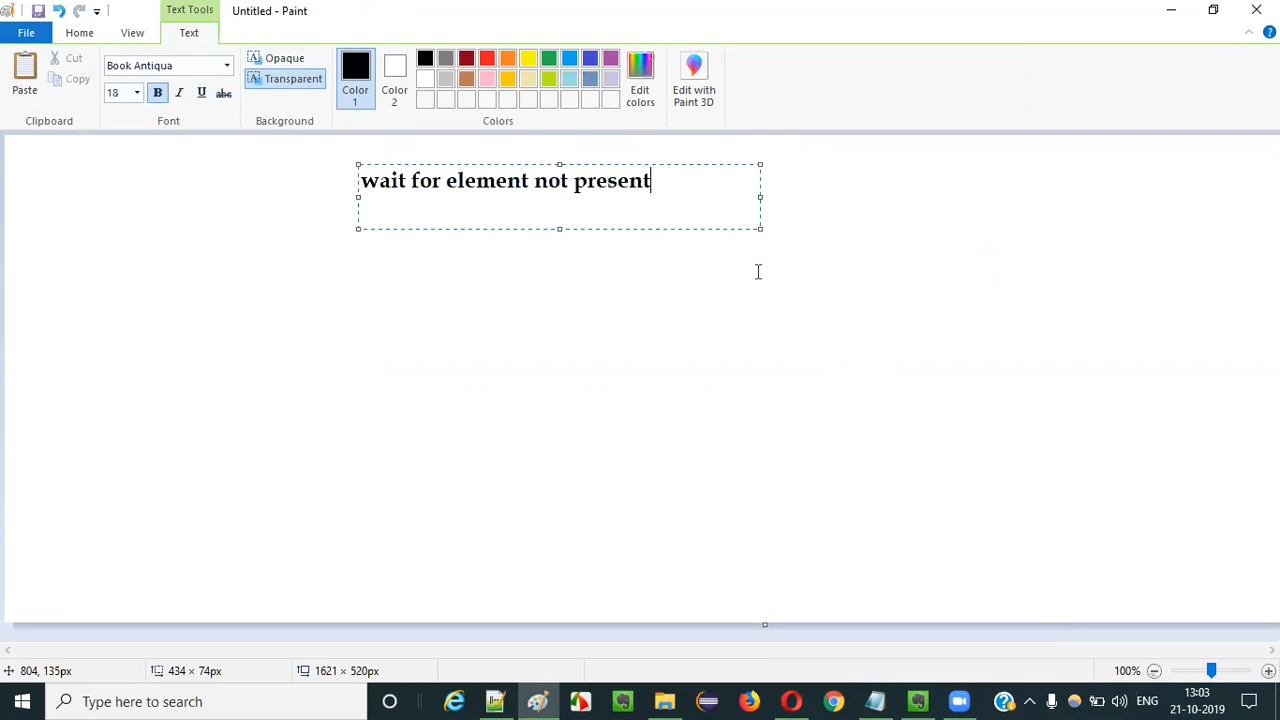 Text Tools
Untitled - Paint
File
Home
View
Text
Paste
Cut
Copy
Clipboard
Book Antiqua
18
B
I
U
abc
Font
Opaque
Transparent
Background
Color 1
Color 2
Edit colors
Colors
Edit with Paint 3D
wait for element not present
804, 135px
434 × 74px
1621 × 520px
100%
Type here to search
ENG
13:03
21-10-2019